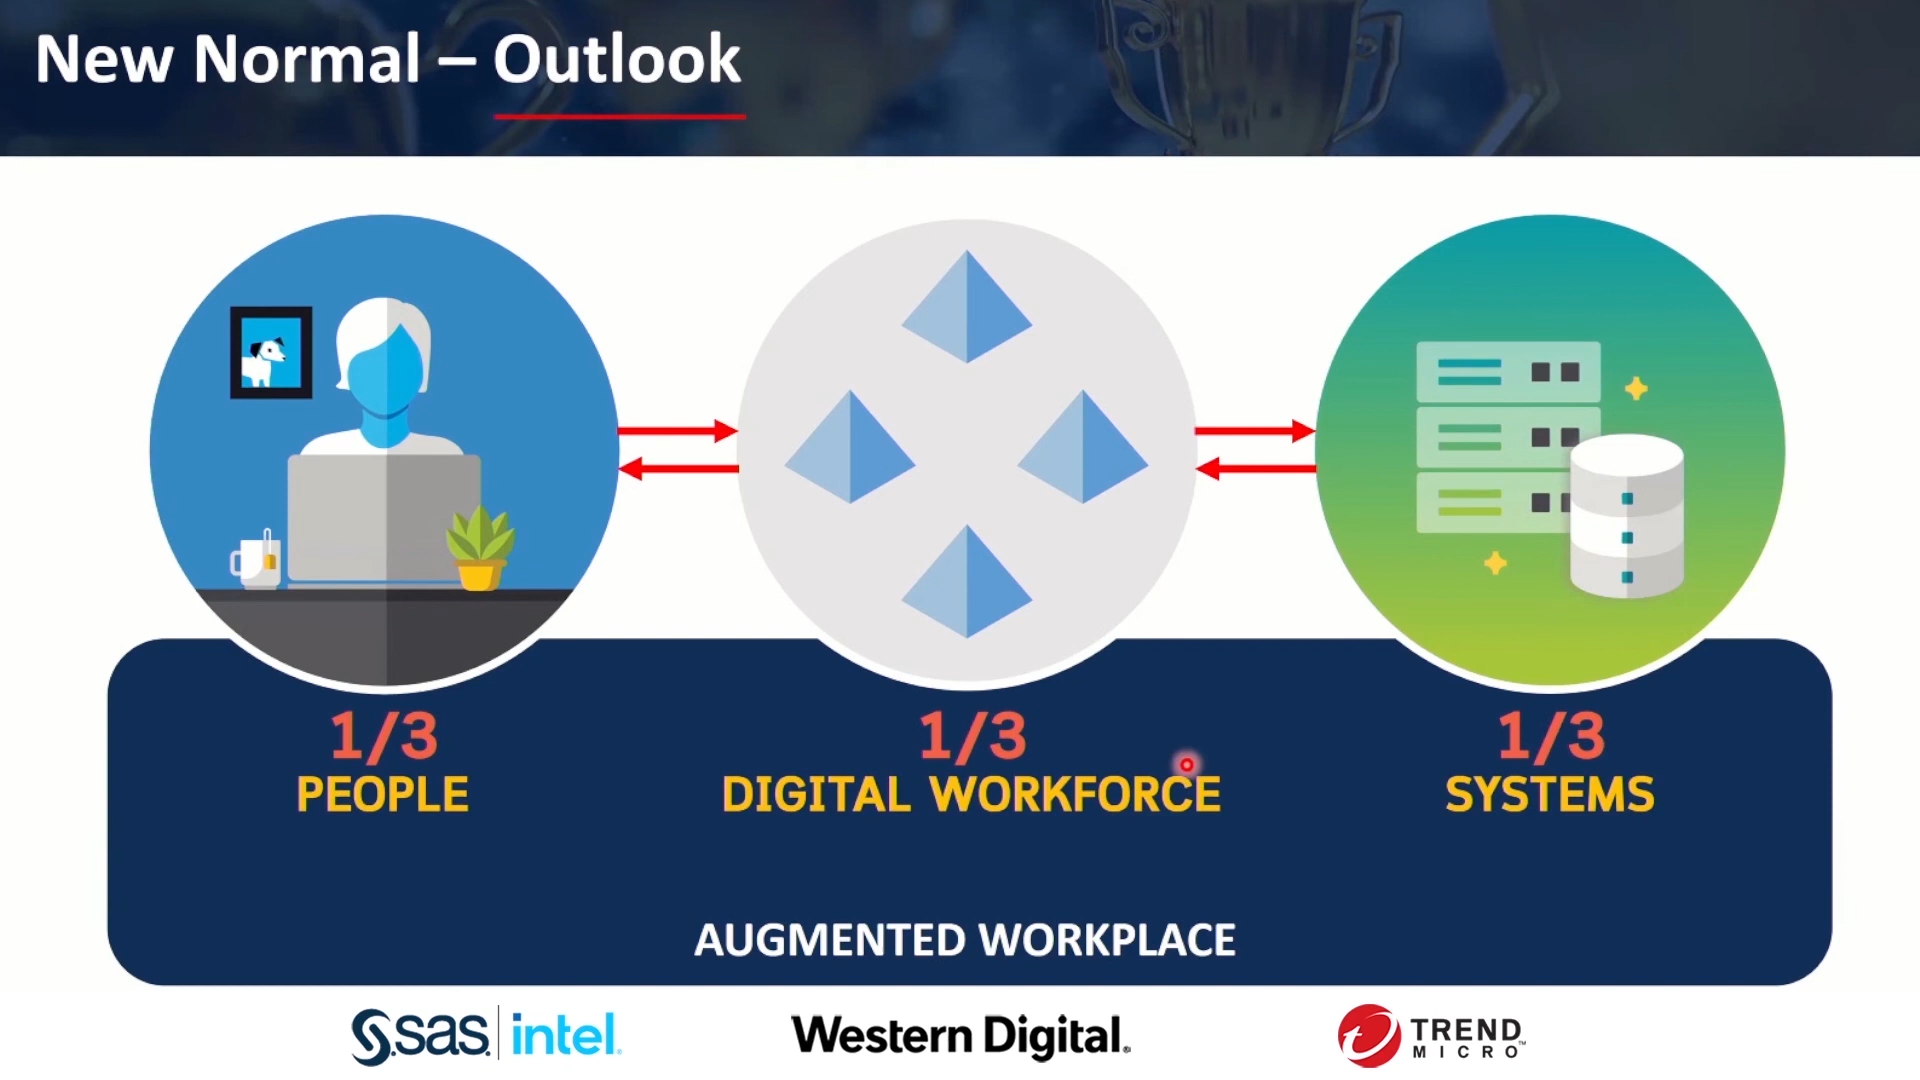 New Normal – Outlook
1/3
PEOPLE
1/3
DIGITAL WORKFORCE
1/3
SYSTEMS
AUGMENTED WORKPLACE
sas
intel.
Western Digital.
TREND
MICRO™